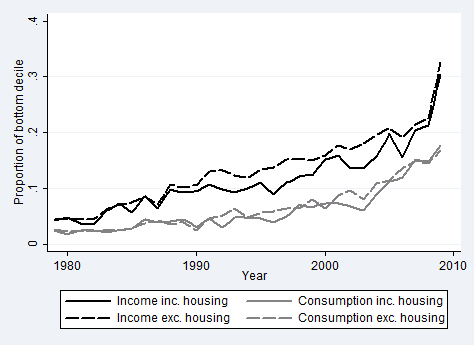 .4
.3
.2
.1
0
Proportion of bottom decile
1980 1990 2000 2010
Year
Income inc. housing Consumption inc. housing
Income exc. housing Consumption exc. housing